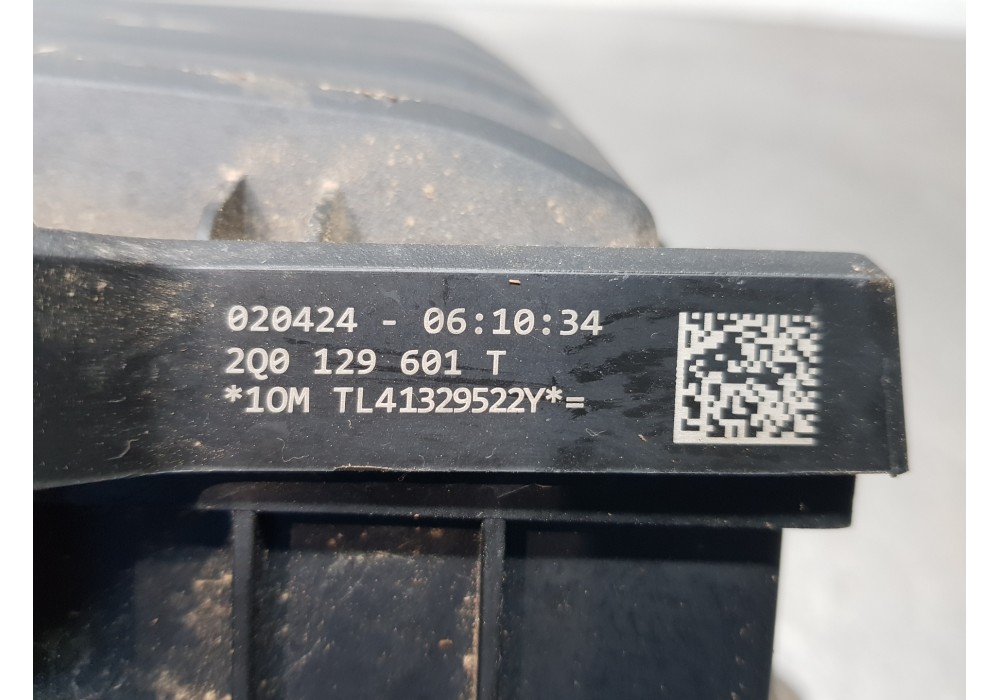 020424 - 06:10:34
2Q0 129 601 T
*1OM TL41329522Y*=